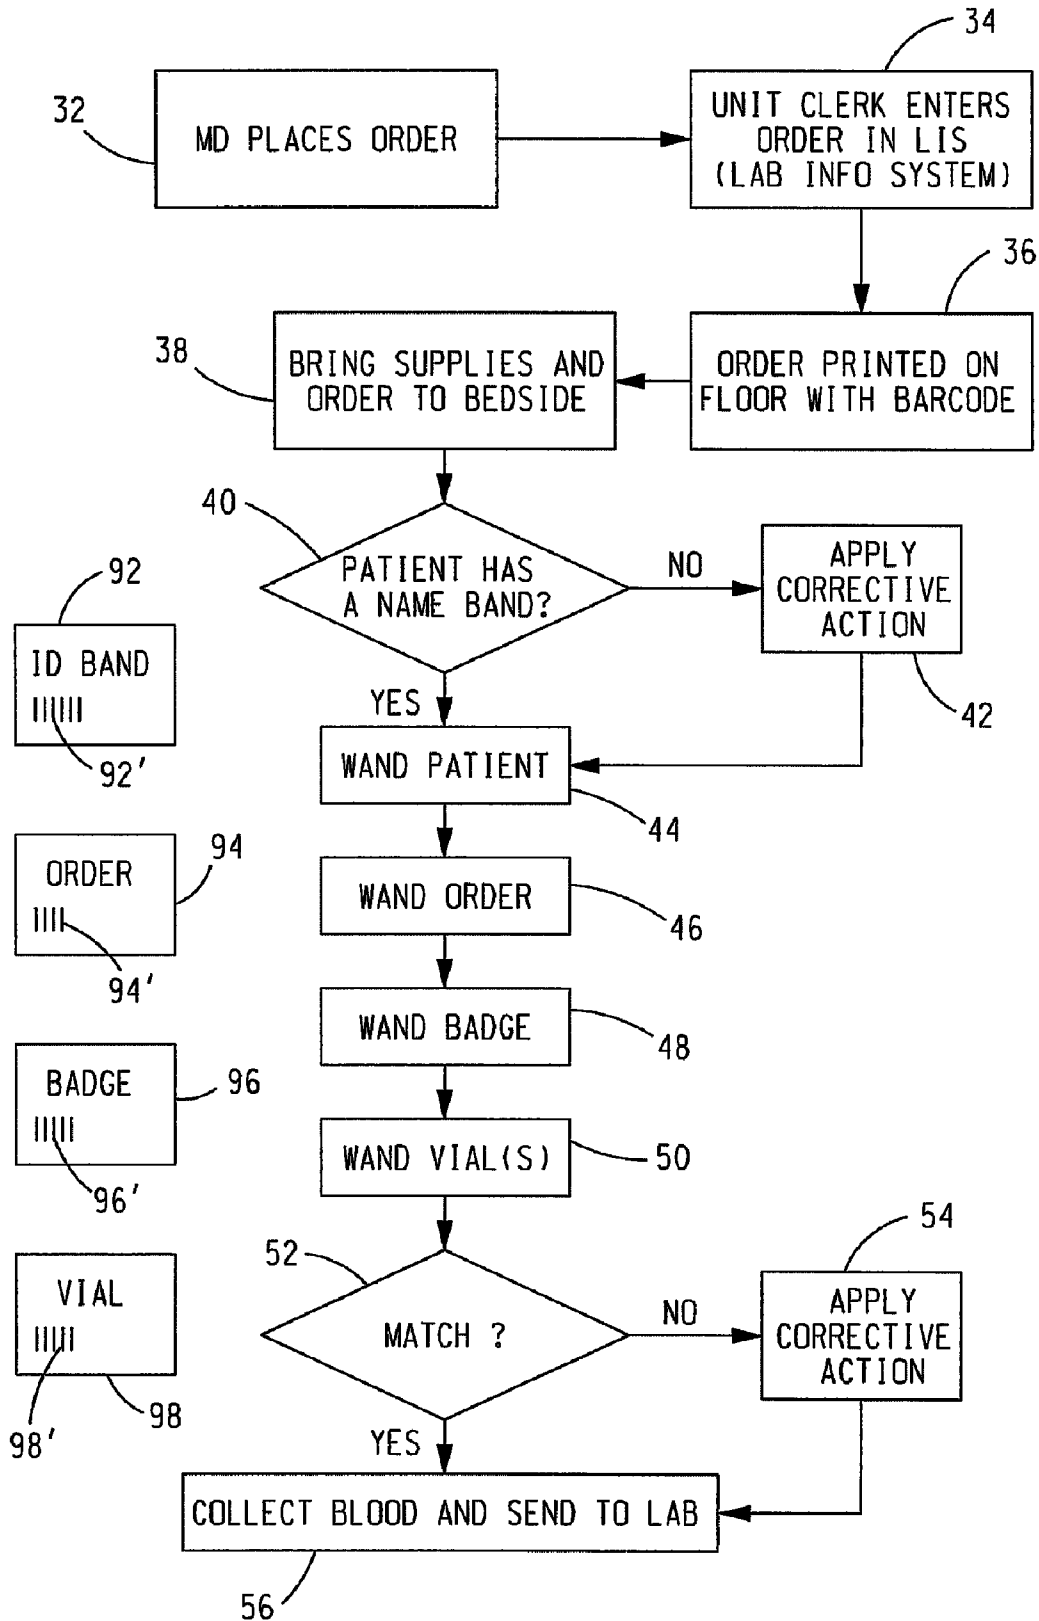 34
32
MD PLACES ORDER
UNIT CLERK ENTERS
ORDER IN LIS
(LAB INFO SYSTEM)
36
38
BRING SUPPLIES AND
ORDER TO BEDSIDE
ORDER PRINTED ON
FLOOR WITH BARCODE
40
PATIENT HAS
A NAME BAND?
NO
APPLY
CORRECTIVE
ACTION
42
92
ID BAND
92'
YES
WAND PATIENT
44
ORDER
94
94'
WAND ORDER
46
WAND BADGE
48
BADGE
96
96'
WAND VIAL(S)
50
52
54
VIAL
98
98'
MATCH ?
NO
APPLY
CORRECTIVE
ACTION
YES
COLLECT BLOOD AND SEND TO LAB
56